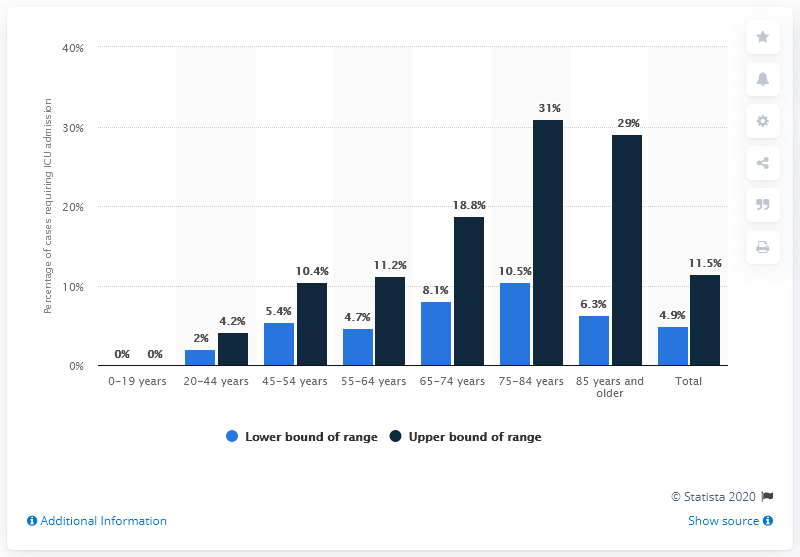 Percentage of cases requiring ICU admission
40%
30%
20%
10%
0%
0% 0%
2% 4.2%
5.4% 10.4%
4.7% 11.2%
8.1% 18.8%
10.5% 31%
6.3% 29%
4.9% 11.5%
0-19 years 20-44 years 45-54 years 55-64 years 65-74 years 75-84 years 85 years and Total
older
Lower bound of range Upper bound of range
© Statista 2020
Additional Information Show source